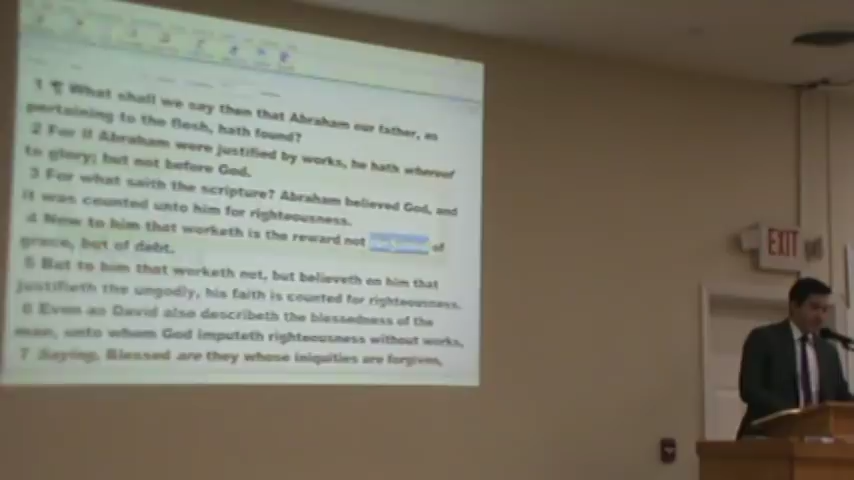 1 ¶ What shall we say then that Abraham our father, as
pertaining to the flesh, hath found?
2 For if Abraham were justified by works, he hath whereof
to glory; but not before God.
3 For what saith the scripture? Abraham believed God, and
it was counted unto him for righteousness.
4 Now to him that worketh is the reward not of
grace, but of debt.
5 But to him that worketh not, but believeth on him that
justifieth the ungodly, his faith is counted for righteousness.
6 Even as David also describeth the blessedness of the
man, unto whom God imputeth righteousness without works,
7 Saying, Blessed are they whose iniquities are forgiven,
EXIT